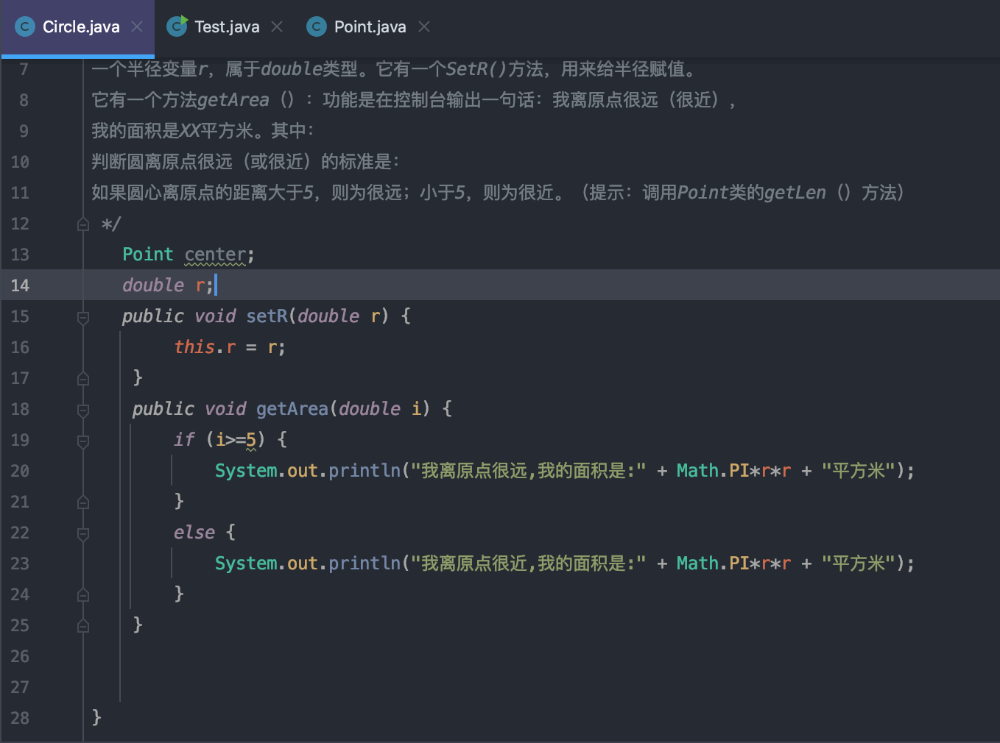 Circle.java Test.java Point.java
7 一个半径变量r，属于double类型。它有一个SetR()方法，用来给半径赋值。
8 它有一个方法getArea（）：功能是在控制台输出一句话：我离原点很远（很近），
9 我的面积是XX平方米。其中：
10 判断圆离原点很远（或很近）的标准是：
11 如果圆心离原点的距离大于5，则为很远；小于5，则为很近。（提示：调用Point类的getLen（）方法）
12 */
13 Point center;
14 double r;
15 public void setR(double r) {
16 this.r = r;
17 }
18 public void getArea(double i) {
19 if (i>=5) {
20 System.out.println("我离原点很远,我的面积是:" + Math.PI*r*r + "平方米");
21 }
22 else {
23 System.out.println("我离原点很近,我的面积是:" + Math.PI*r*r + "平方米");
24 }
25 }
26
27
28 }